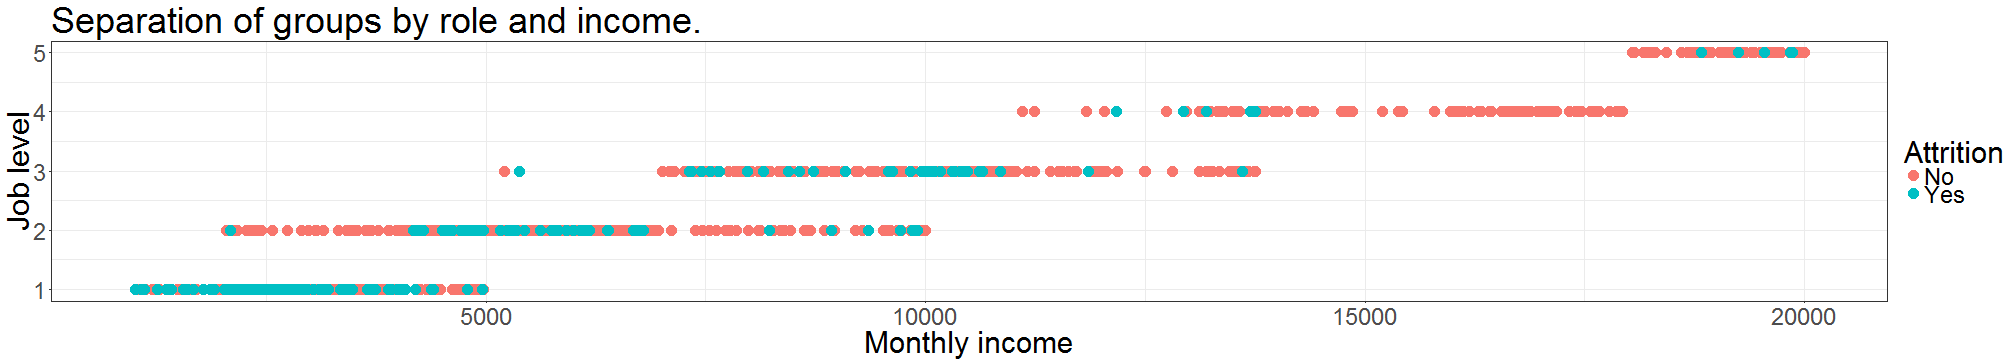 Separation of groups by role and income.
5
4
3
2
1
Job level
5000
10000
15000
20000
Monthly income
Attrition
No
Yes